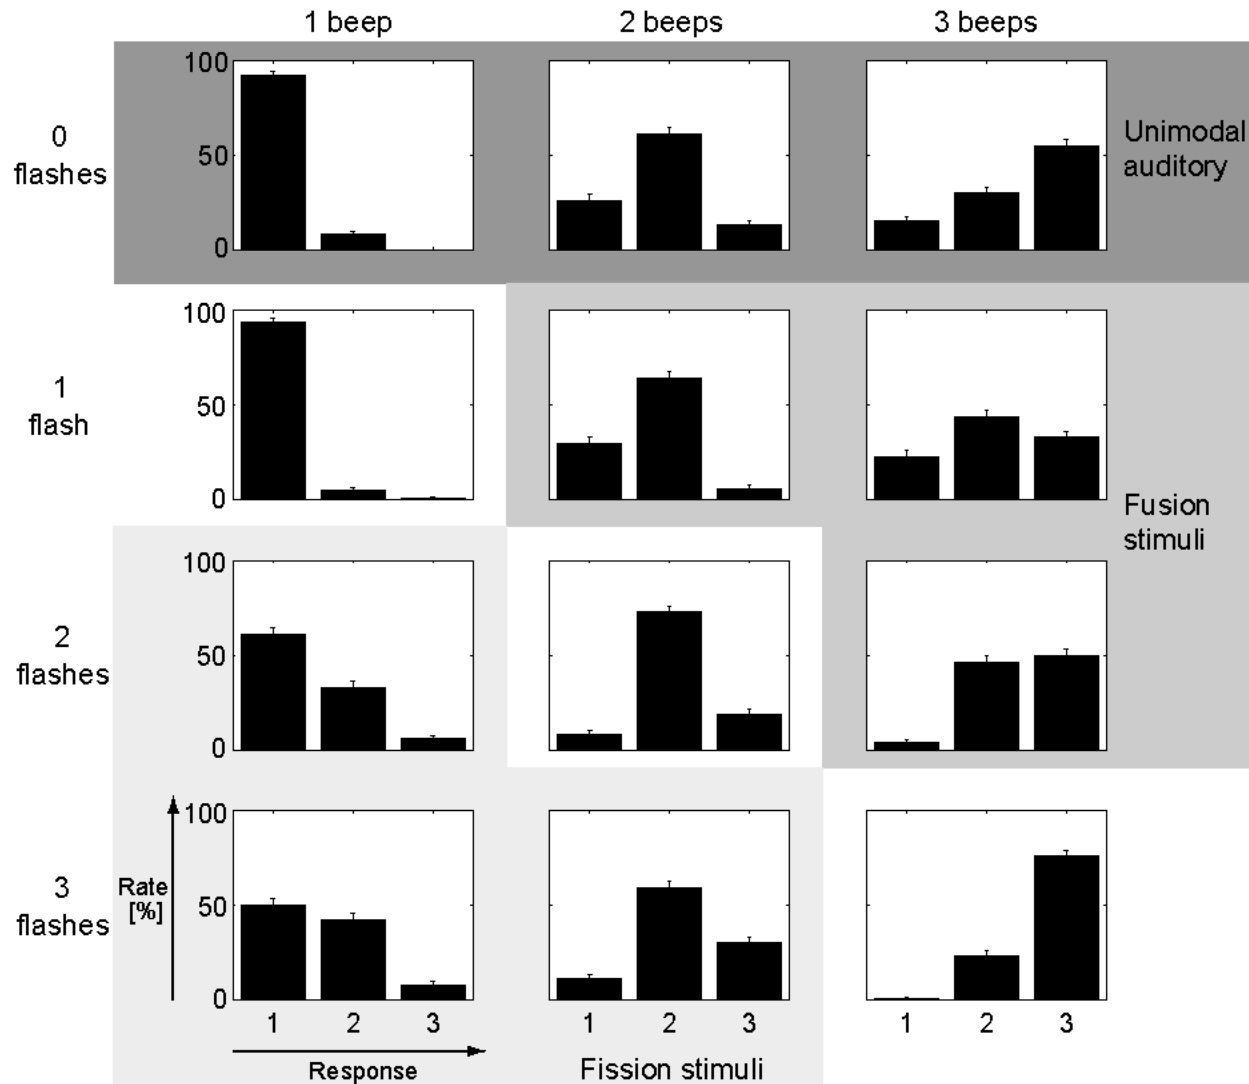 1 beep
2 beeps
3 beeps
0
flashes
100
50
0
Unimodal
auditory
1
flash
100
50
0
Fusion
stimuli
2
flashes
100
50
0
3
flashes
Rate
[%]
100
50
0
1 2 3
1 2 3
1 2 3
Response
Fission stimuli